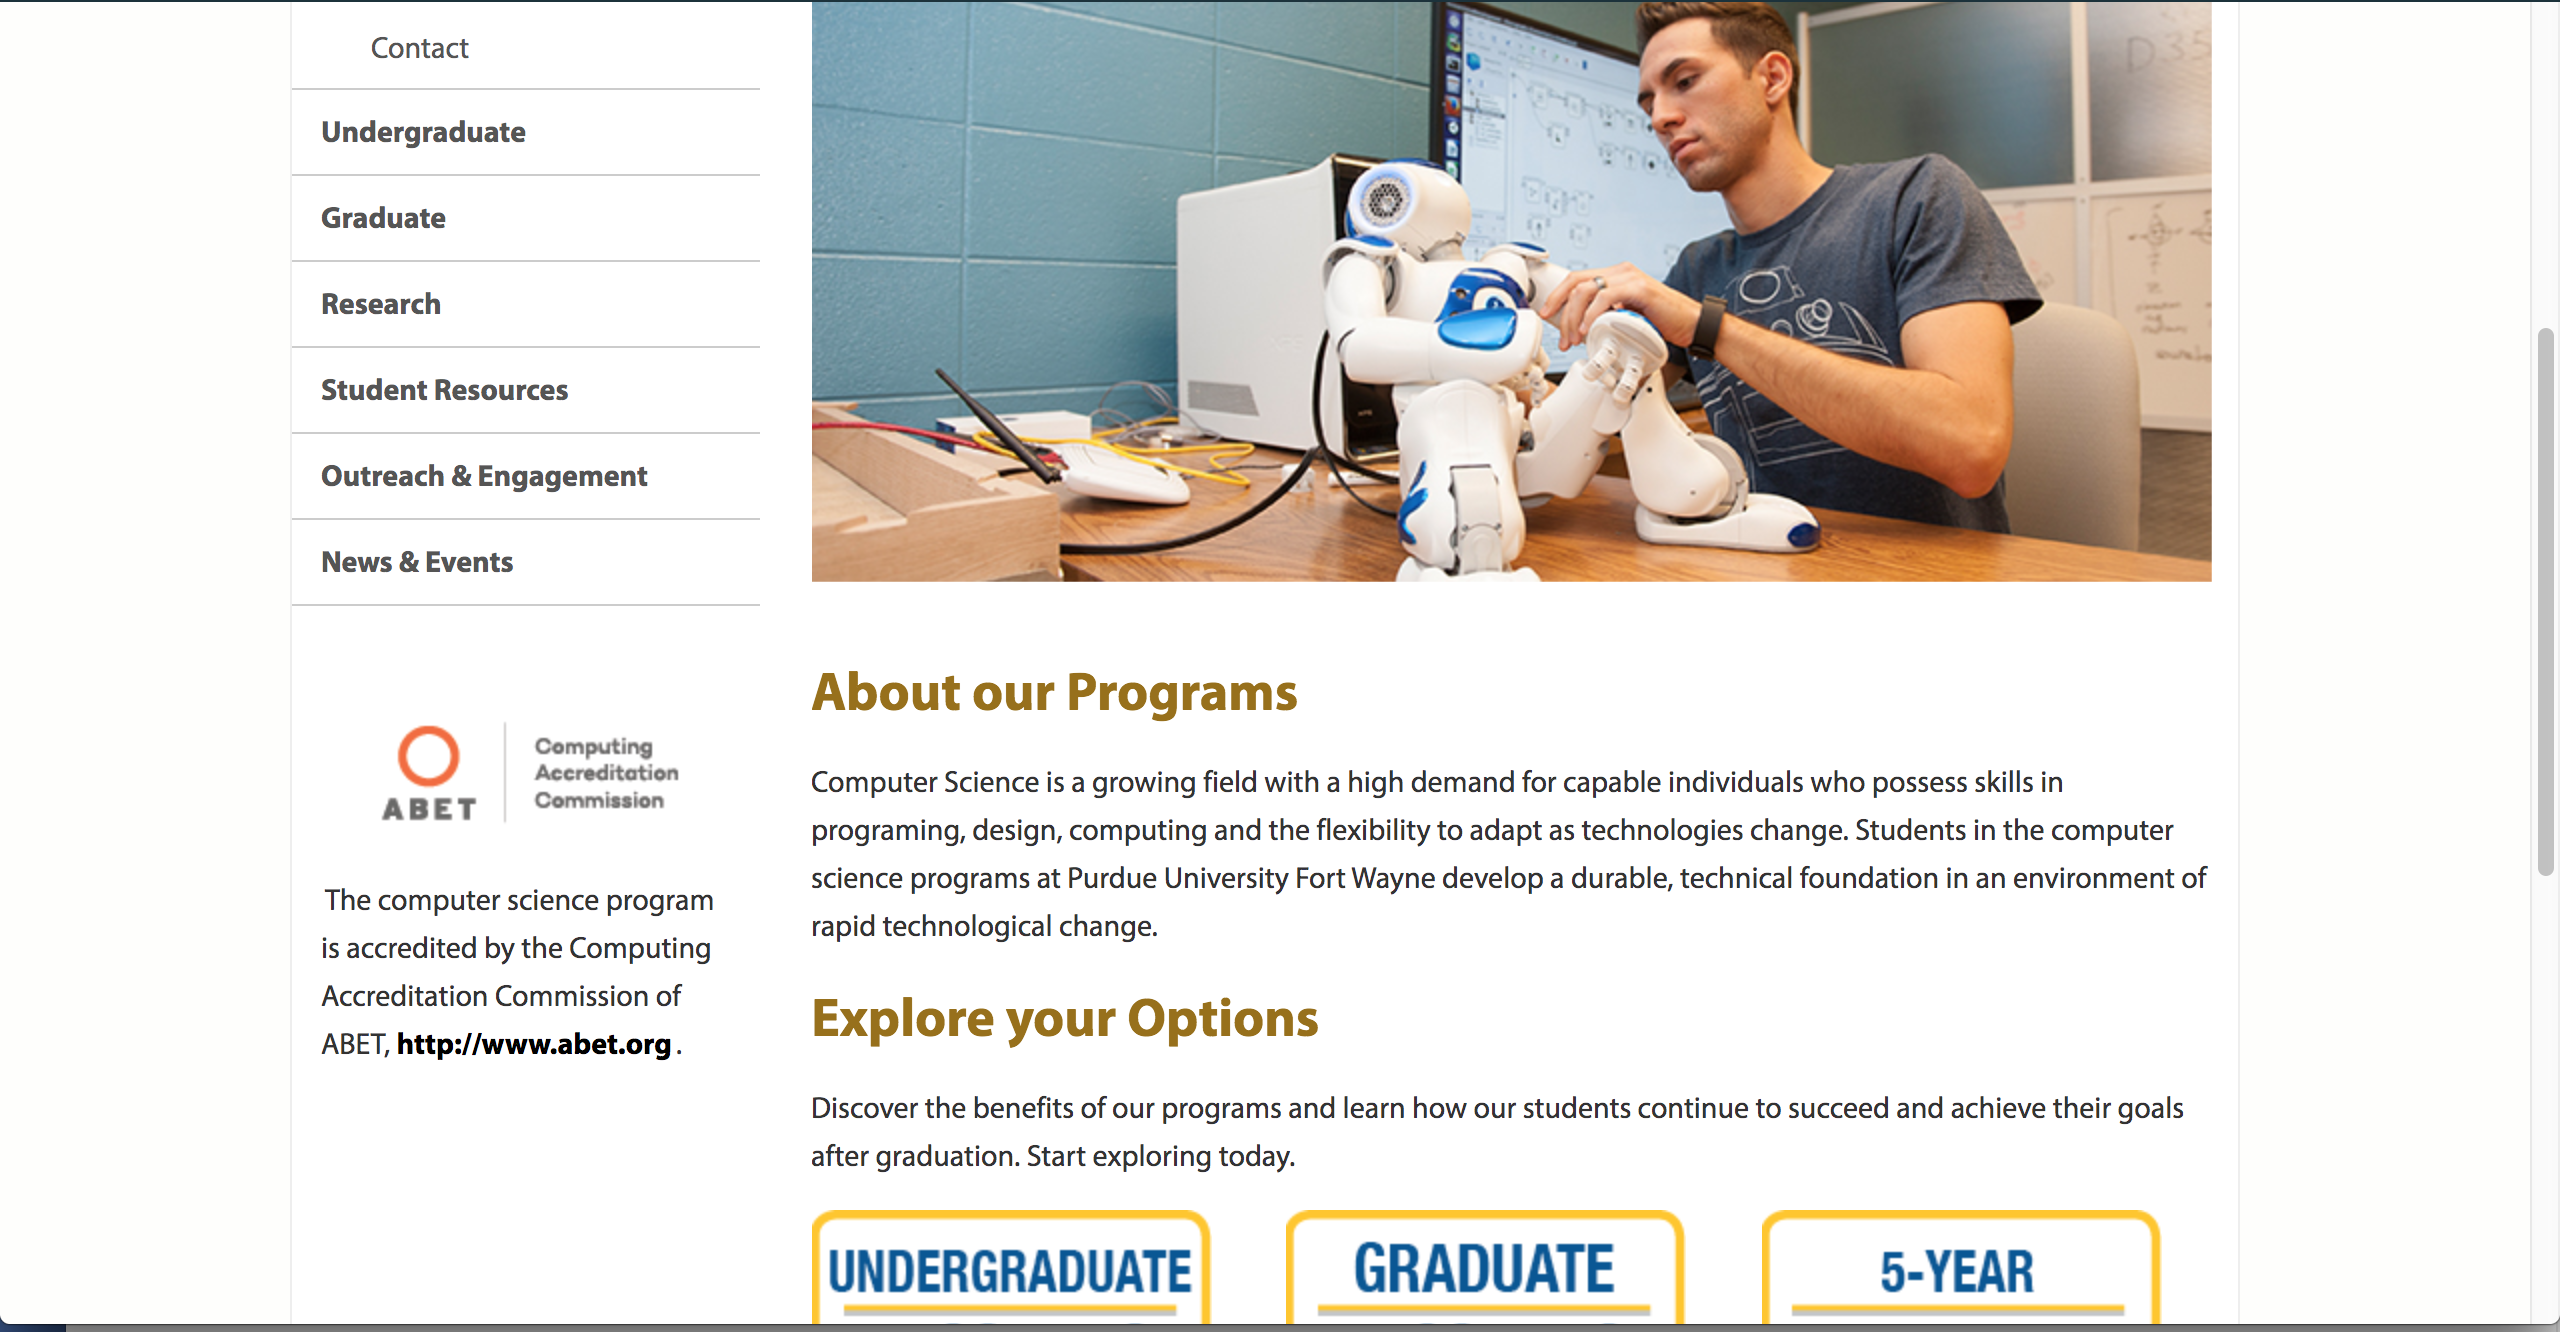 Contact
Undergraduate
Graduate
Research
Student Resources
Outreach & Engagement
News & Events
ABET
Computing
Accreditation
Commission
The computer science program
is accredited by the Computing
Accreditation Commission of
ABET, http://www.abet.org .
D 35
About our Programs
Computer Science is a growing field with a high demand for capable individuals who possess skills in
programing, design, computing and the flexibility to adapt as technologies change. Students in the computer
science programs at Purdue University Fort Wayne develop a durable, technical foundation in an environment of
rapid technological change.
Explore your Options
Discover the benefits of our programs and learn how our students continue to succeed and achieve their goals
after graduation. Start exploring today.
UNDERGRADUATE
GRADUATE
5-YEAR